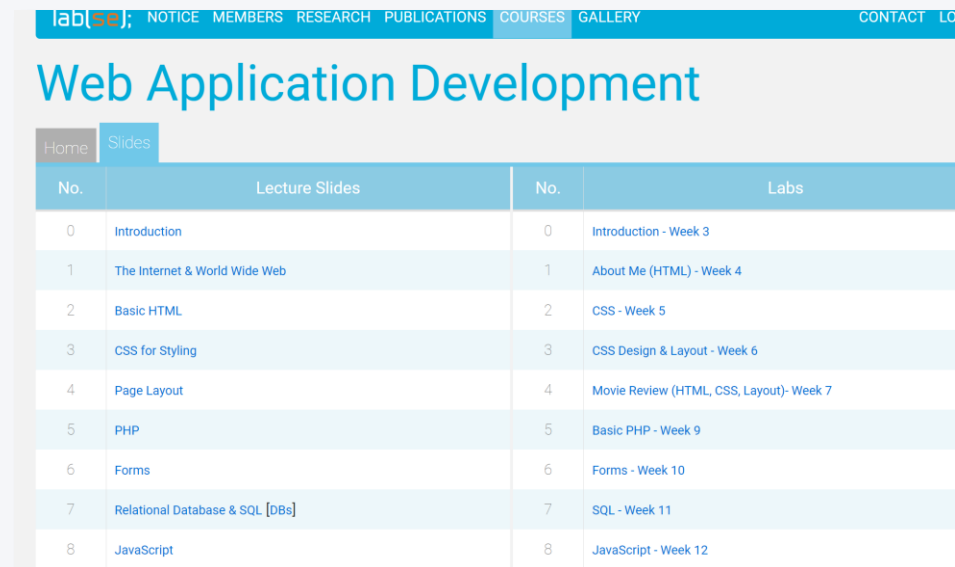 lab[se]; NOTICE MEMBERS RESEARCH PUBLICATIONS COURSES GALLERY CONTACT LO
Web Application Development
Home Slides
No. Lecture Slides No. Labs
0 Introduction 0 Introduction - Week 3
1 The Internet & World Wide Web 1 About Me (HTML) - Week 4
2 Basic HTML 2 CSS - Week 5
3 CSS for Styling 3 CSS Design & Layout - Week 6
4 Page Layout 4 Movie Review (HTML, CSS, Layout)- Week 7
5 PHP 5 Basic PHP - Week 9
6 Forms 6 Forms - Week 10
7 Relational Database & SQL [DBs] 7 SQL - Week 11
8 JavaScript 8 JavaScript - Week 12